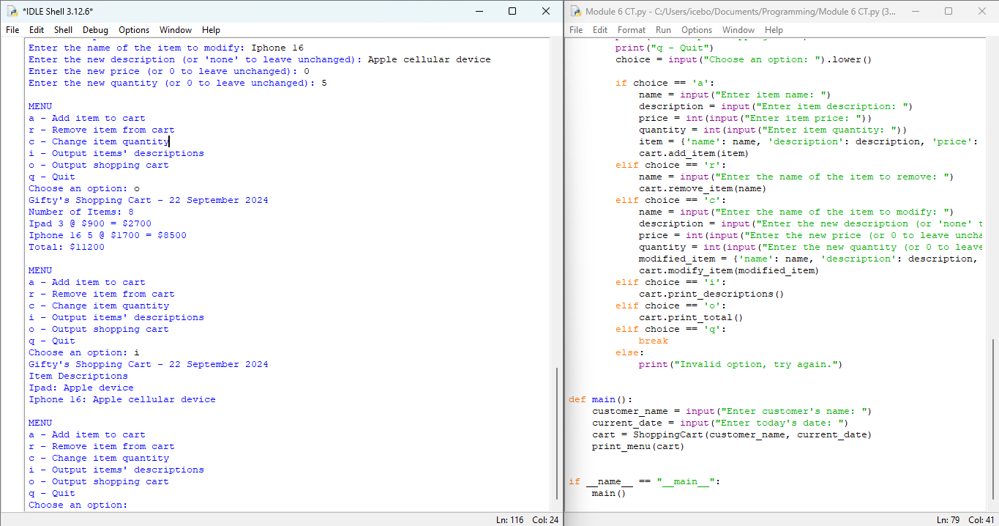 *IDLE Shell 3.12.6*
File Edit Shell Debug Options Window Help
Enter the name of the item to modify: Iphone 16
Enter the new description (or 'none' to leave unchanged): Apple cellular device
Enter the new price (or 0 to leave unchanged): 0
Enter the new quantity (or 0 to leave unchanged): 5
MENU
a - Add item to cart
r - Remove item from cart
c - Change item quantity
i - Output items' descriptions
o - Output shopping cart
q - Quit
Choose an option: o
Gifty's Shopping Cart - 22 September 2024
Number of Items: 8
Ipad 3 @ $900 = $2700
Iphone 16 5 @ $1700 = $8500
Total: $11200
MENU
a - Add item to cart
r - Remove item from cart
c - Change item quantity
i - Output items' descriptions
o - Output shopping cart
q - Quit
Choose an option: i
Gifty's Shopping Cart - 22 September 2024
Item Descriptions
Ipad: Apple device
Iphone 16: Apple cellular device
MENU
a - Add item to cart
r - Remove item from cart
c - Change item quantity
i - Output items' descriptions
o - Output shopping cart
q - Quit
Choose an option:
Ln: 116 Col: 24
Module 6 CT.py - C:/Users/icebo/Documents/Programming/Module 6 CT.py (3...
File Edit Format Run Options Window Help
print("q - Quit")
choice = input("Choose an option: ").lower()
if choice == 'a':
name = input("Enter item name: ")
description = input("Enter item description: ")
price = int(input("Enter item price: "))
quantity = int(input("Enter item quantity: "))
item = {'name': name, 'description': description, 'price':
cart.add_item(item)
elif choice == 'r':
name = input("Enter the name of the item to remove: ")
cart.remove_item(name)
elif choice == 'c':
name = input("Enter the name of the item to modify: ")
description = input("Enter the new description (or 'none' t
price = int(input("Enter the new price (or 0 to leave uncha
quantity = int(input("Enter the new quantity (or 0 to leave
modified_item = {'name': name, 'description': description,
cart.modify_item(modified_item)
elif choice == 'i':
cart.print_descriptions()
elif choice == 'o':
cart.print_total()
elif choice == 'q':
break
else:
print("Invalid option, try again.")
def main():
customer_name = input("Enter customer's name: ")
current_date = input("Enter today's date: ")
cart = ShoppingCart(customer_name, current_date)
print_menu(cart)
if __name__ == "__main__":
main()
Ln: 79 Col: 41